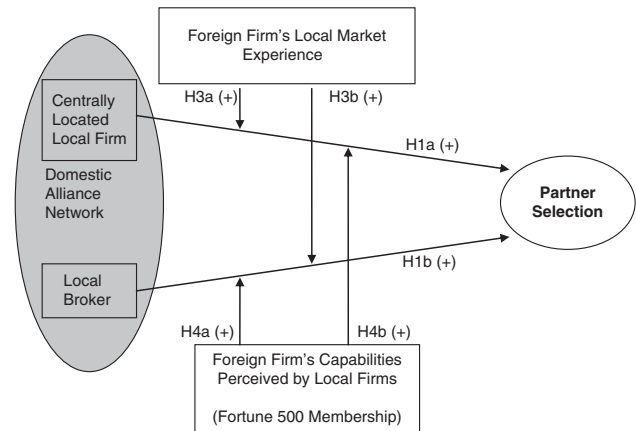 Foreign Firm's Local Market
Experience
H3a (+)
H3b (+)
Centrally
Located
Local Firm
H1a (+)
Domestic
Alliance
Network
Partner
Selection
Local
Broker
H1b (+)
H4a (+)
H4b (+)
Foreign Firm's Capabilities
Perceived by Local Firms
(Fortune 500 Membership)